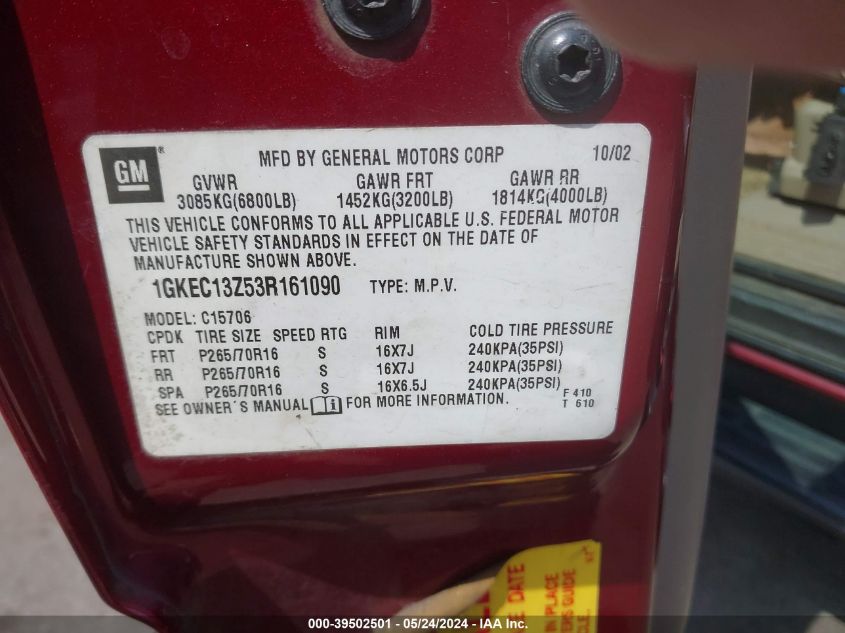 GM ® MFD BY GENERAL MOTORS CORP 10/02
GVWR GAWR FRT GAWR RR
3085KG(6800LB) 1452KG(3200LB) 1814KG(4000LB)
THIS VEHICLE CONFORMS TO ALL APPLICABLE U.S. FEDERAL MOTOR
VEHICLE SAFETY STANDARDS IN EFFECT ON THE DATE OF
MANUFACTURE SHOWN ABOVE.
1GKEC13Z53R161090 TYPE: M.P.V.
MODEL: C15706
CPDK TIRE SIZE SPEED RTG RIM COLD TIRE PRESSURE
FRT P265/70R16 S 16X7J 240KPA(35PSI)
RR P265/70R16 S 16X7J 240KPA(35PSI)
SPA P265/70R16 S 16X6.5J 240KPA(35PSI)
SEE OWNER'S MANUAL i FOR MORE INFORMATION.
F 410
T 610
DATE
IN PLACE
ERS GUIDE
000-39502501 - 05/24/2024 - IAA Inc.